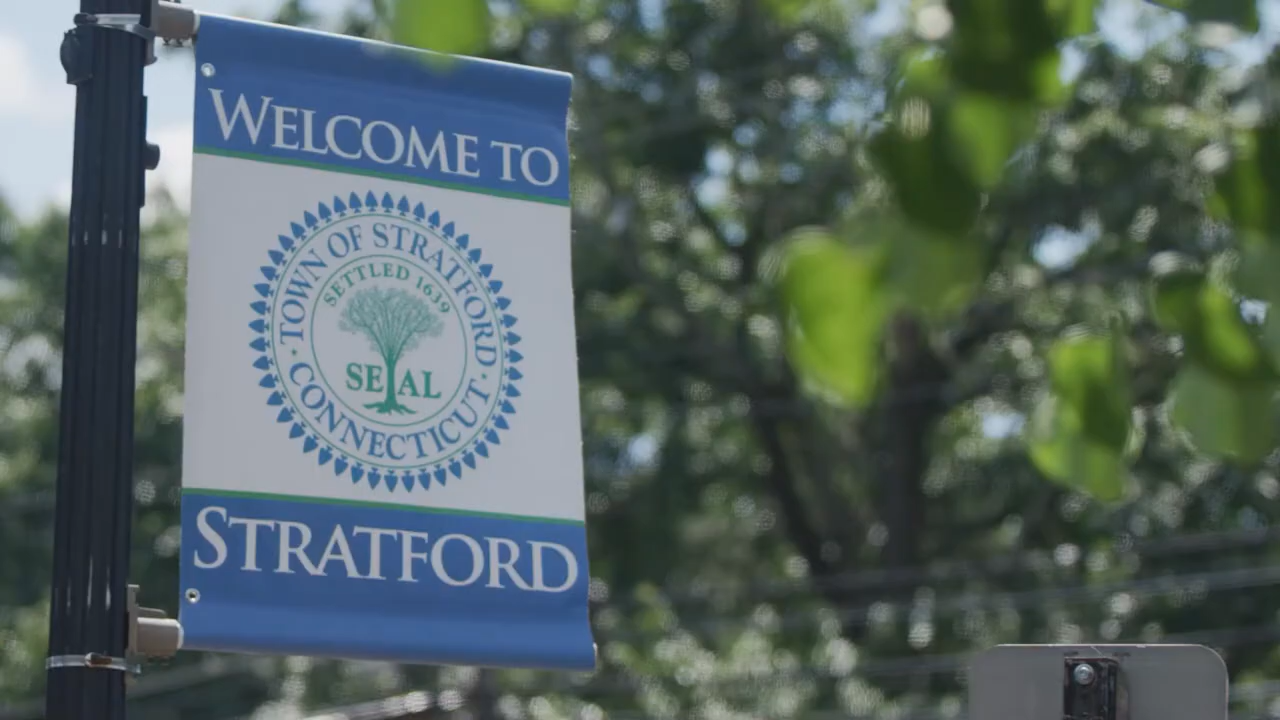 WELCOME TO
TOWN OF STRATFORD
SETTLED 1639
SEAL
· CONNECTICUT ·
STRATFORD